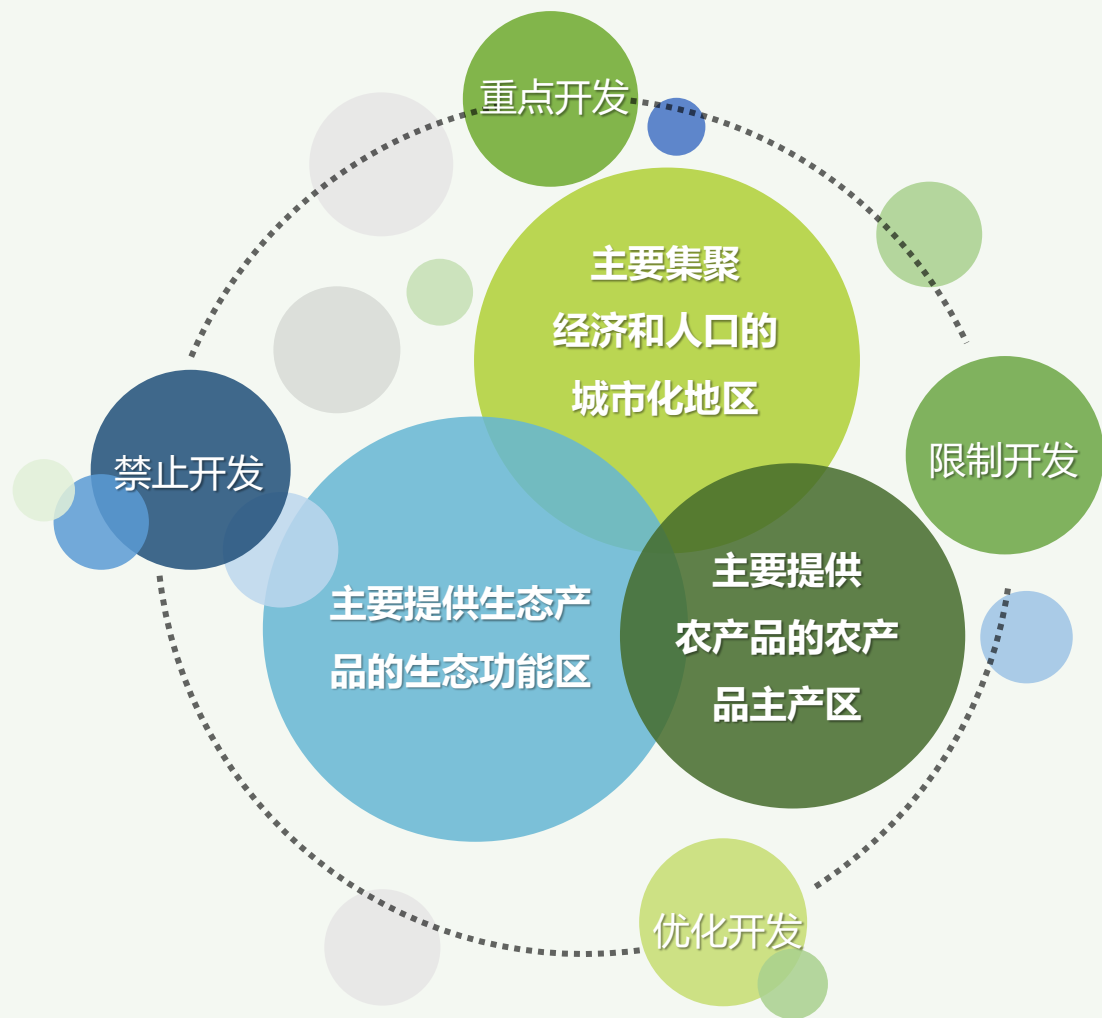 重点开发
主要集聚
经济和人口的
城市化地区
禁止开发
限制开发
主要提供生态产
品的生态功能区
主要提供
农产品的农产
品主产区
优化开发